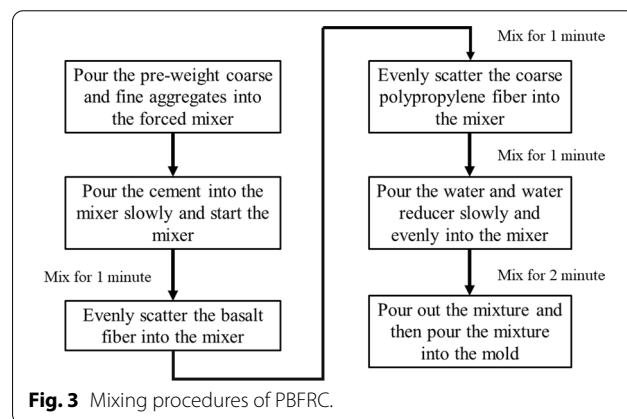 Pour the pre-weight coarse
and fine aggregates into
the forced mixer
Pour the cement into the
mixer slowly and start the
mixer
Mix for 1 minute
Evenly scatter the basalt
fiber into the mixer
Mix for 1 minute
Evenly scatter the coarse
polypropylene fiber into
the mixer
Mix for 1 minute
Pour the water and water
reducer slowly and
evenly into the mixer
Mix for 2 minute
Pour out the mixture and
then pour the mixture
into the mold
Fig. 3 Mixing procedures of PBFRC.